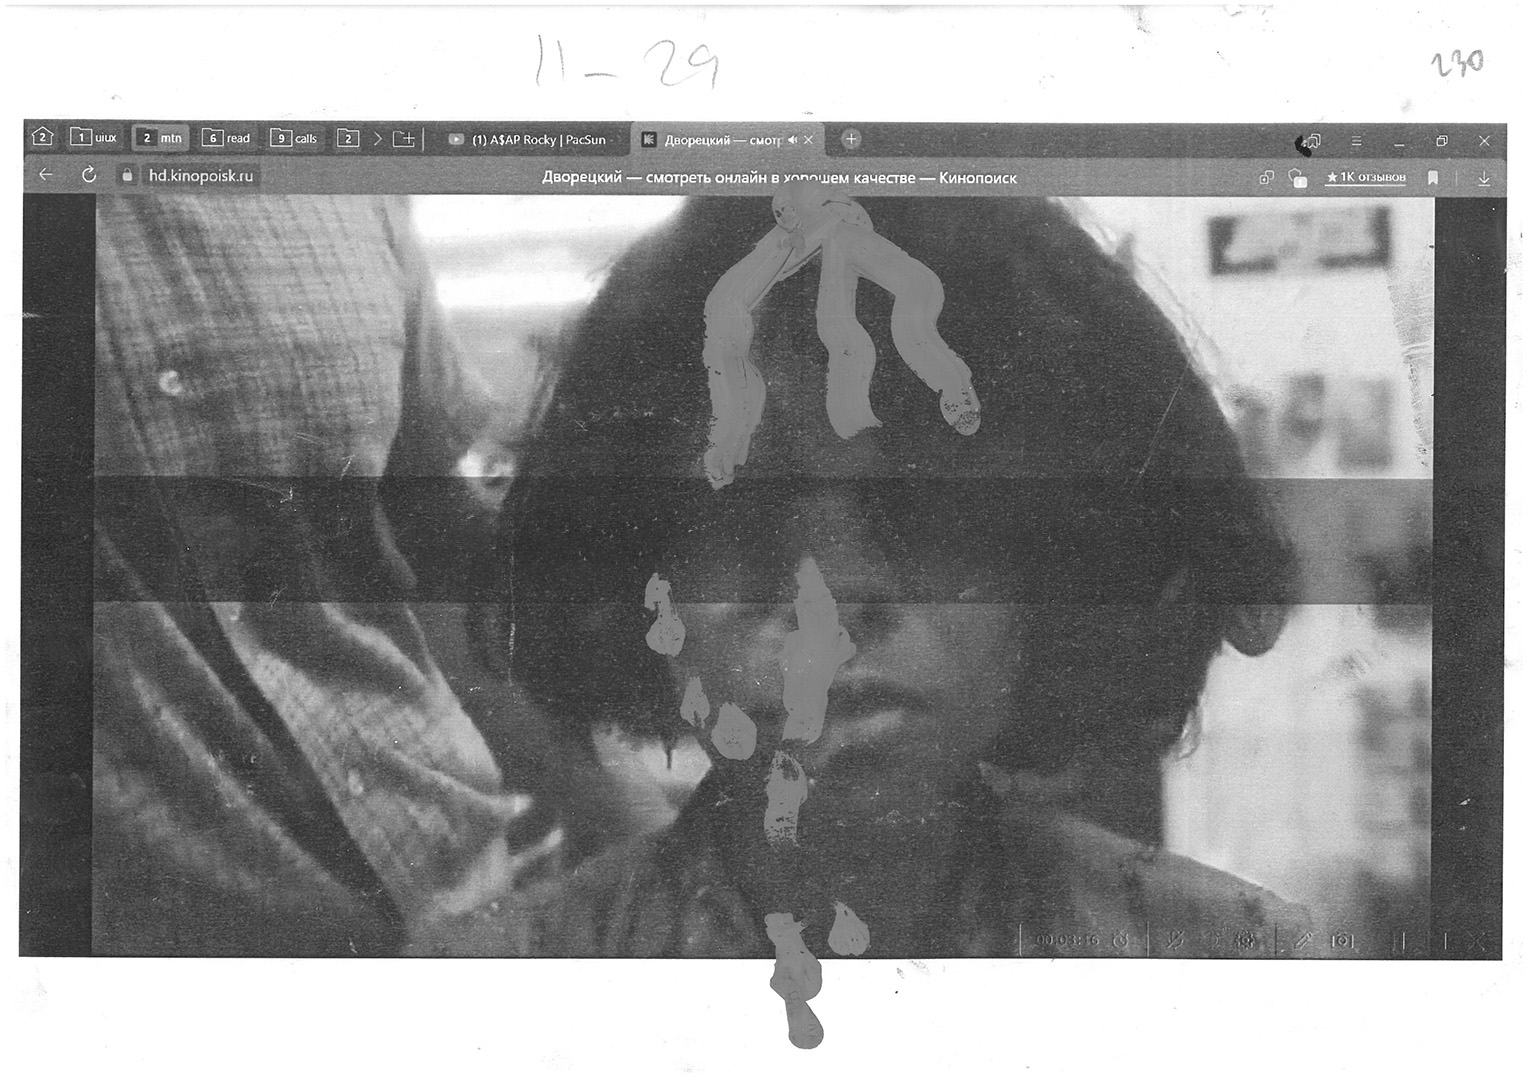 11 – 29
230
2 1 uiux 2 mtn 6 read 9 calls 2 (1) A$AP Rocky | PacSun Дворецкий — смотр
hd.kinopoisk.ru Дворецкий — смотреть онлайн в хорошем качестве — Кинопоиск ★ 1K отзывов
00:03:16